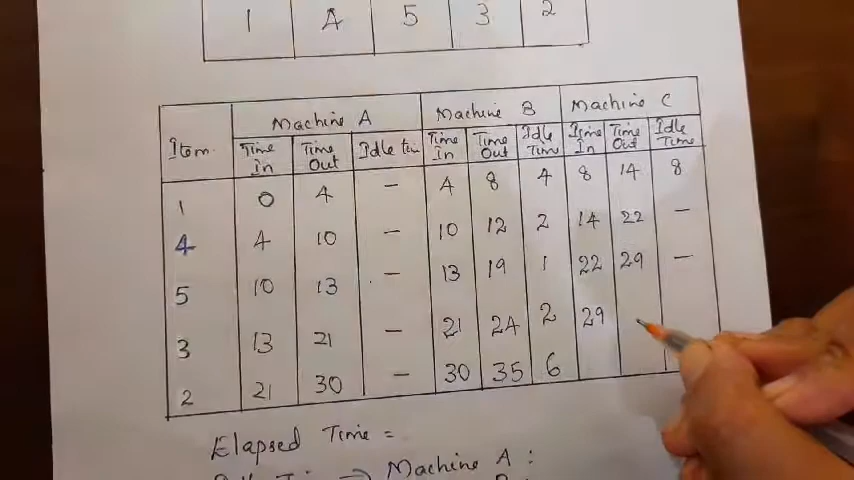 1 4 5 3 2
Item Machine A Machine B Machine C
Time In Time Out Idle Time In Time Out Idle Time Time In Time Out Idle Time
1 0 4 - 4 8 4 8 14 8
4 4 10 - 10 12 2 14 22 -
5 10 13 - 13 19 1 22 29 -
3 13 21 - 21 24 2 29
2 21 30 - 30 35 6
Elapsed Time =
Machine A :